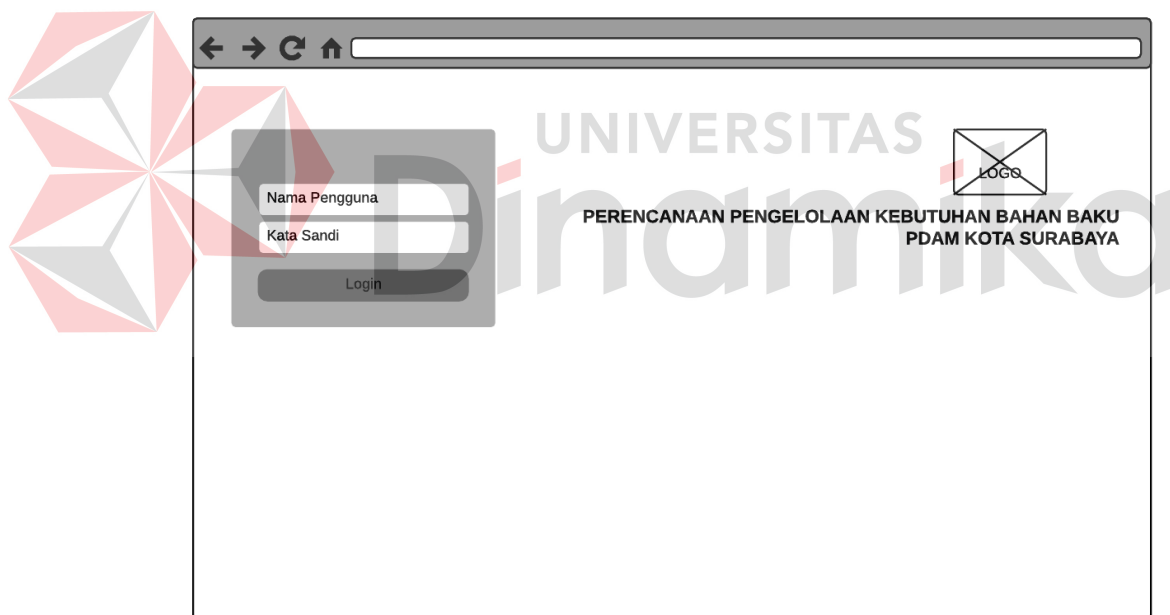 UNIVERSITAS
Dinamika
Nama Pengguna
Kata Sandi
Login
LOGO
PERENCANAAN PENGELOLAAN KEBUTUHAN BAHAN BAKU
PDAM KOTA SURABAYA